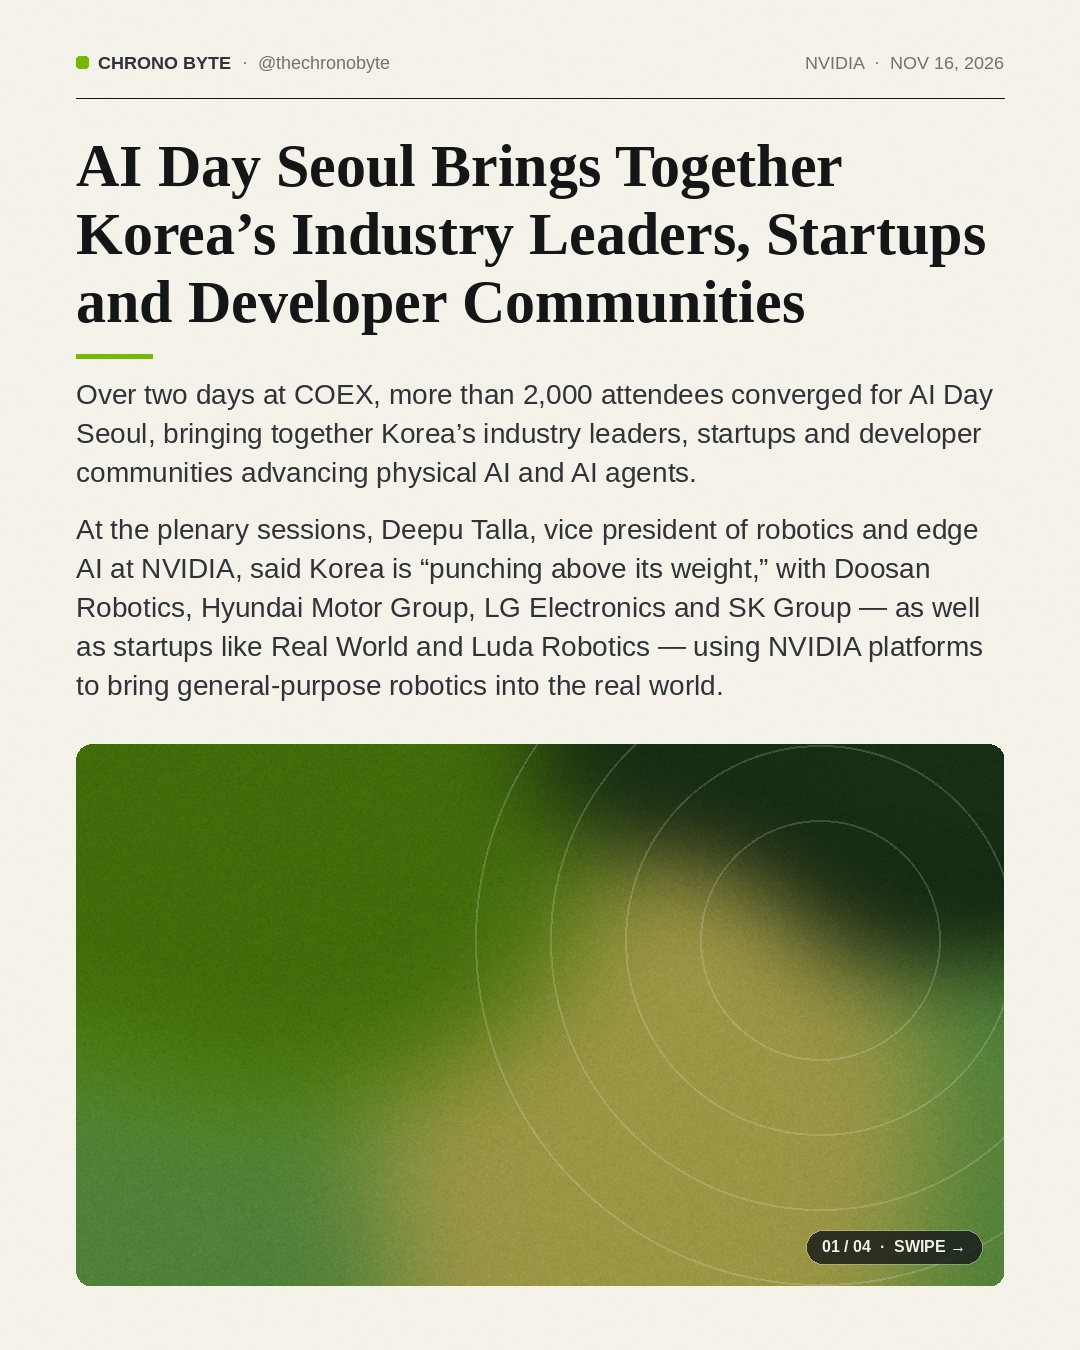 CHRONO BYTE · @thechronobyte
NVIDIA · NOV 16, 2026
AI Day Seoul Brings Together
Korea’s Industry Leaders, Startups
and Developer Communities
Over two days at COEX, more than 2,000 attendees converged for AI Day
Seoul, bringing together Korea’s industry leaders, startups and developer
communities advancing physical AI and AI agents.
At the plenary sessions, Deepu Talla, vice president of robotics and edge
AI at NVIDIA, said Korea is “punching above its weight,” with Doosan
Robotics, Hyundai Motor Group, LG Electronics and SK Group — as well
as startups like Real World and Luda Robotics — using NVIDIA platforms
to bring general-purpose robotics into the real world.
01 / 04 · SWIPE →